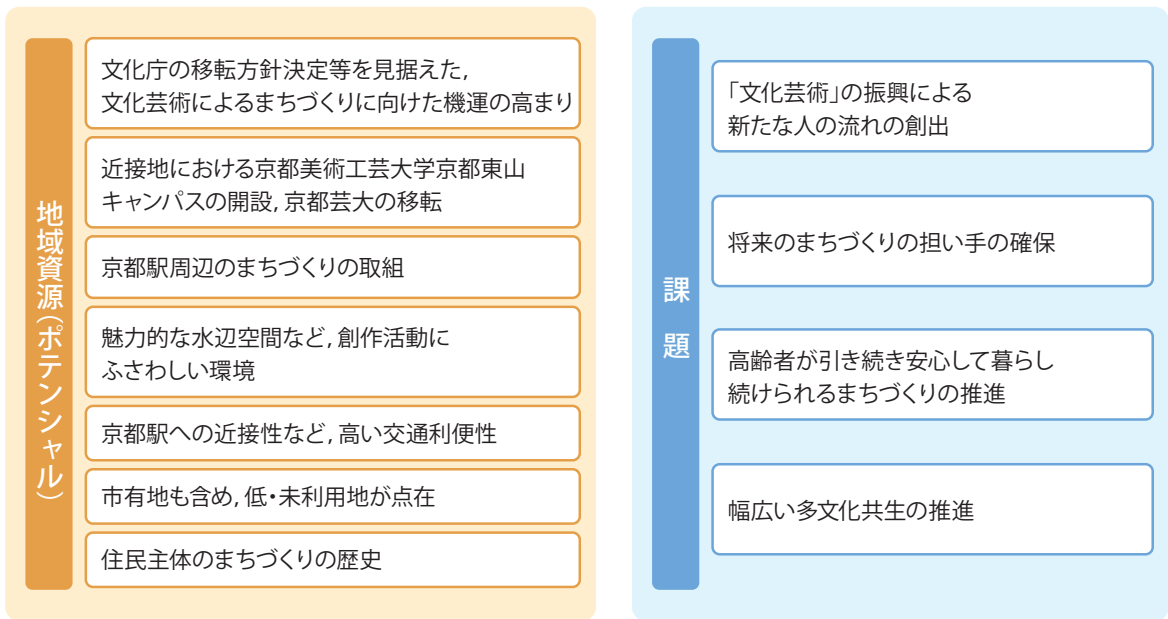 地域資源(ポテンシャル)
文化庁の移転方針決定等を見据えた,
文化芸術によるまちづくりに向けた機運の高まり
近接地における京都美術工芸大学京都東山
キャンパスの開設, 京都芸大の移転
京都駅周辺のまちづくりの取組
魅力的な水辺空間など, 創作活動に
ふさわしい環境
京都駅への近接性など, 高い交通利便性
市有地も含め, 低・未利用地が点在
住民主体のまちづくりの歴史
課題
「文化芸術」の振興による
新たな人の流れの創出
将来のまちづくりの担い手の確保
高齢者が引き続き安心して暮らし
続けられるまちづくりの推進
幅広い多文化共生の推進